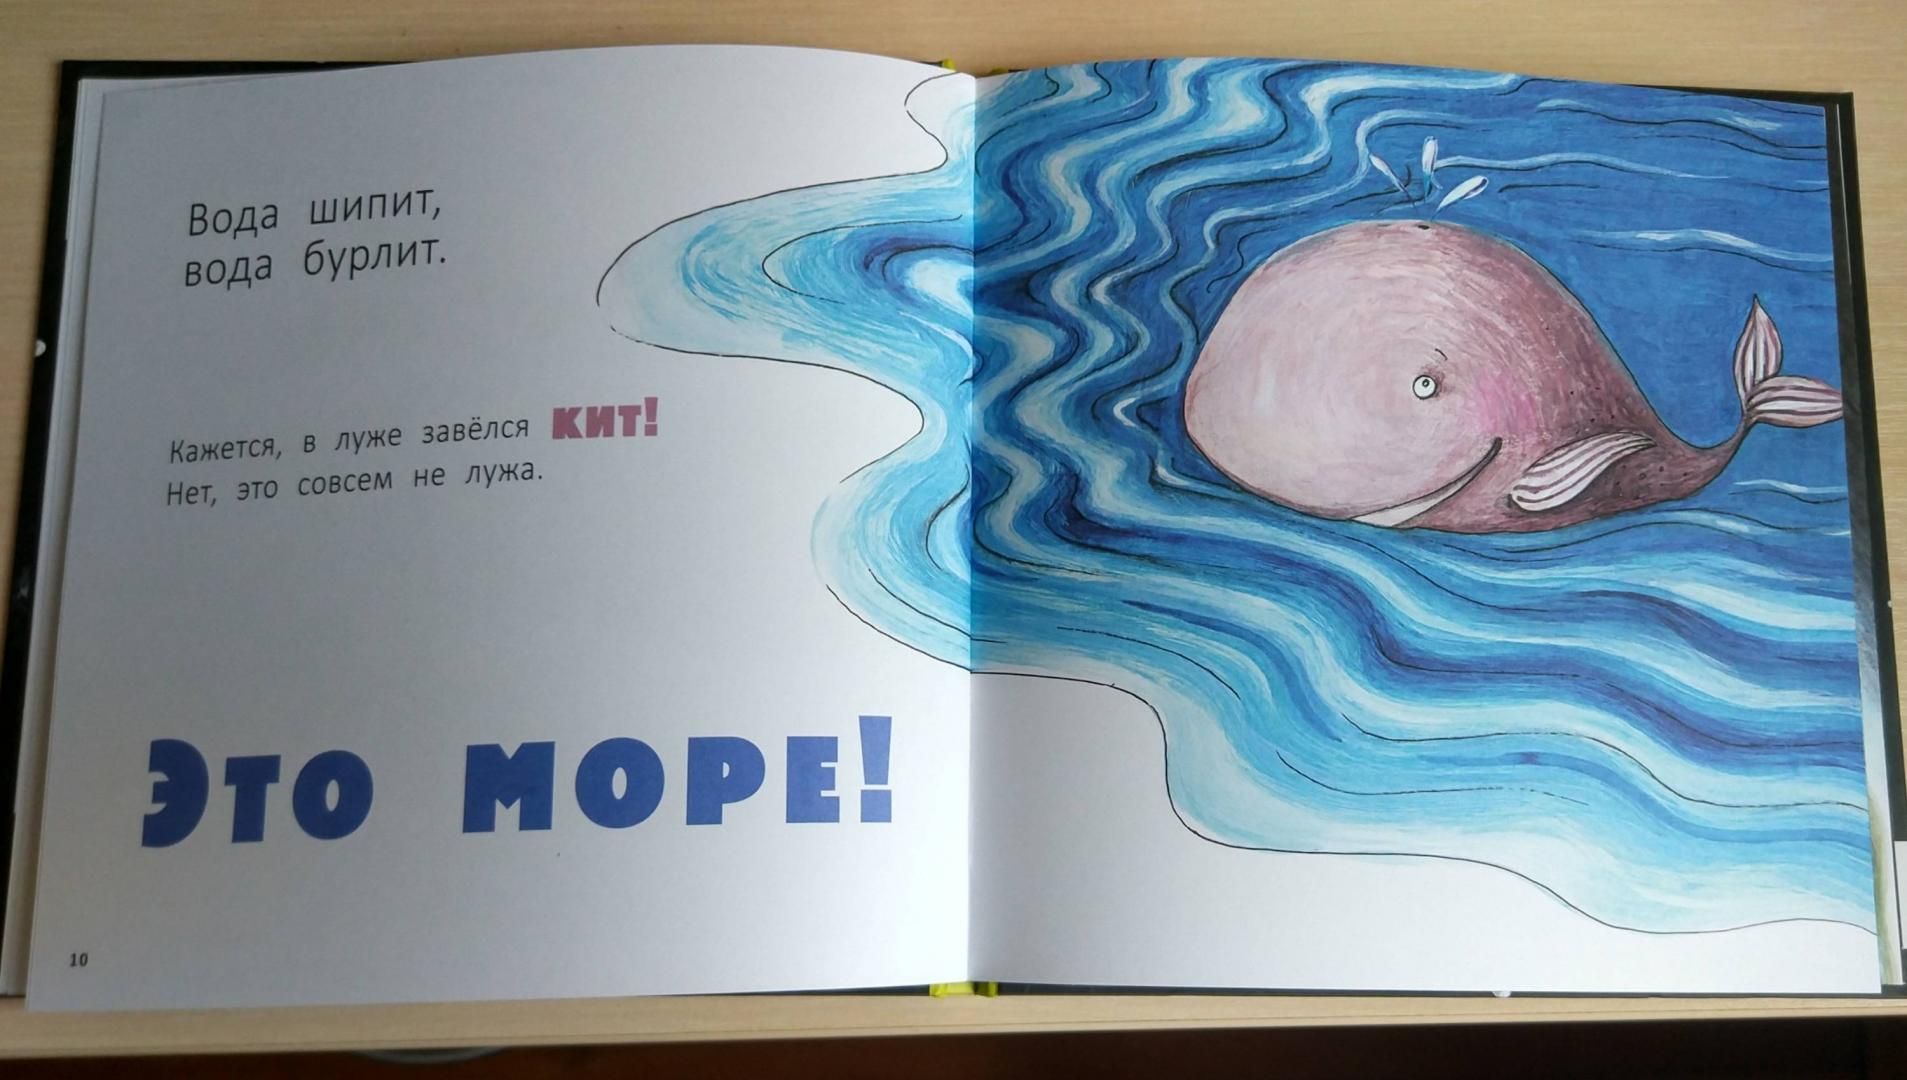 Вода шипит,
вода бурлит.
Кажется, в луже завёлся КИТ!
Нет, это совсем не лужа.
ЭТО МОРЕ!
10